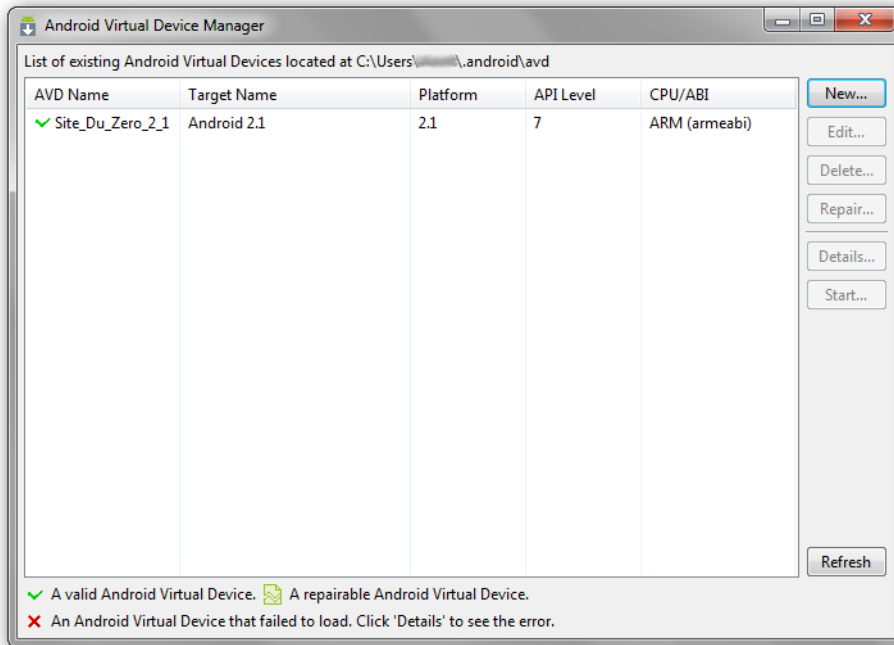 Android Virtual Device Manager
List of existing Android Virtual Devices located at C:\Users\ \.android\avd
AVD Name Target Name Platform API Level CPU/ABI
Site_Du_Zero_2_1 Android 2.1 2.1 7 ARM (armeabi)
New...
Edit...
Delete...
Repair...
Details...
Start...
Refresh
A valid Android Virtual Device. A repairable Android Virtual Device.
An Android Virtual Device that failed to load. Click 'Details' to see the error.